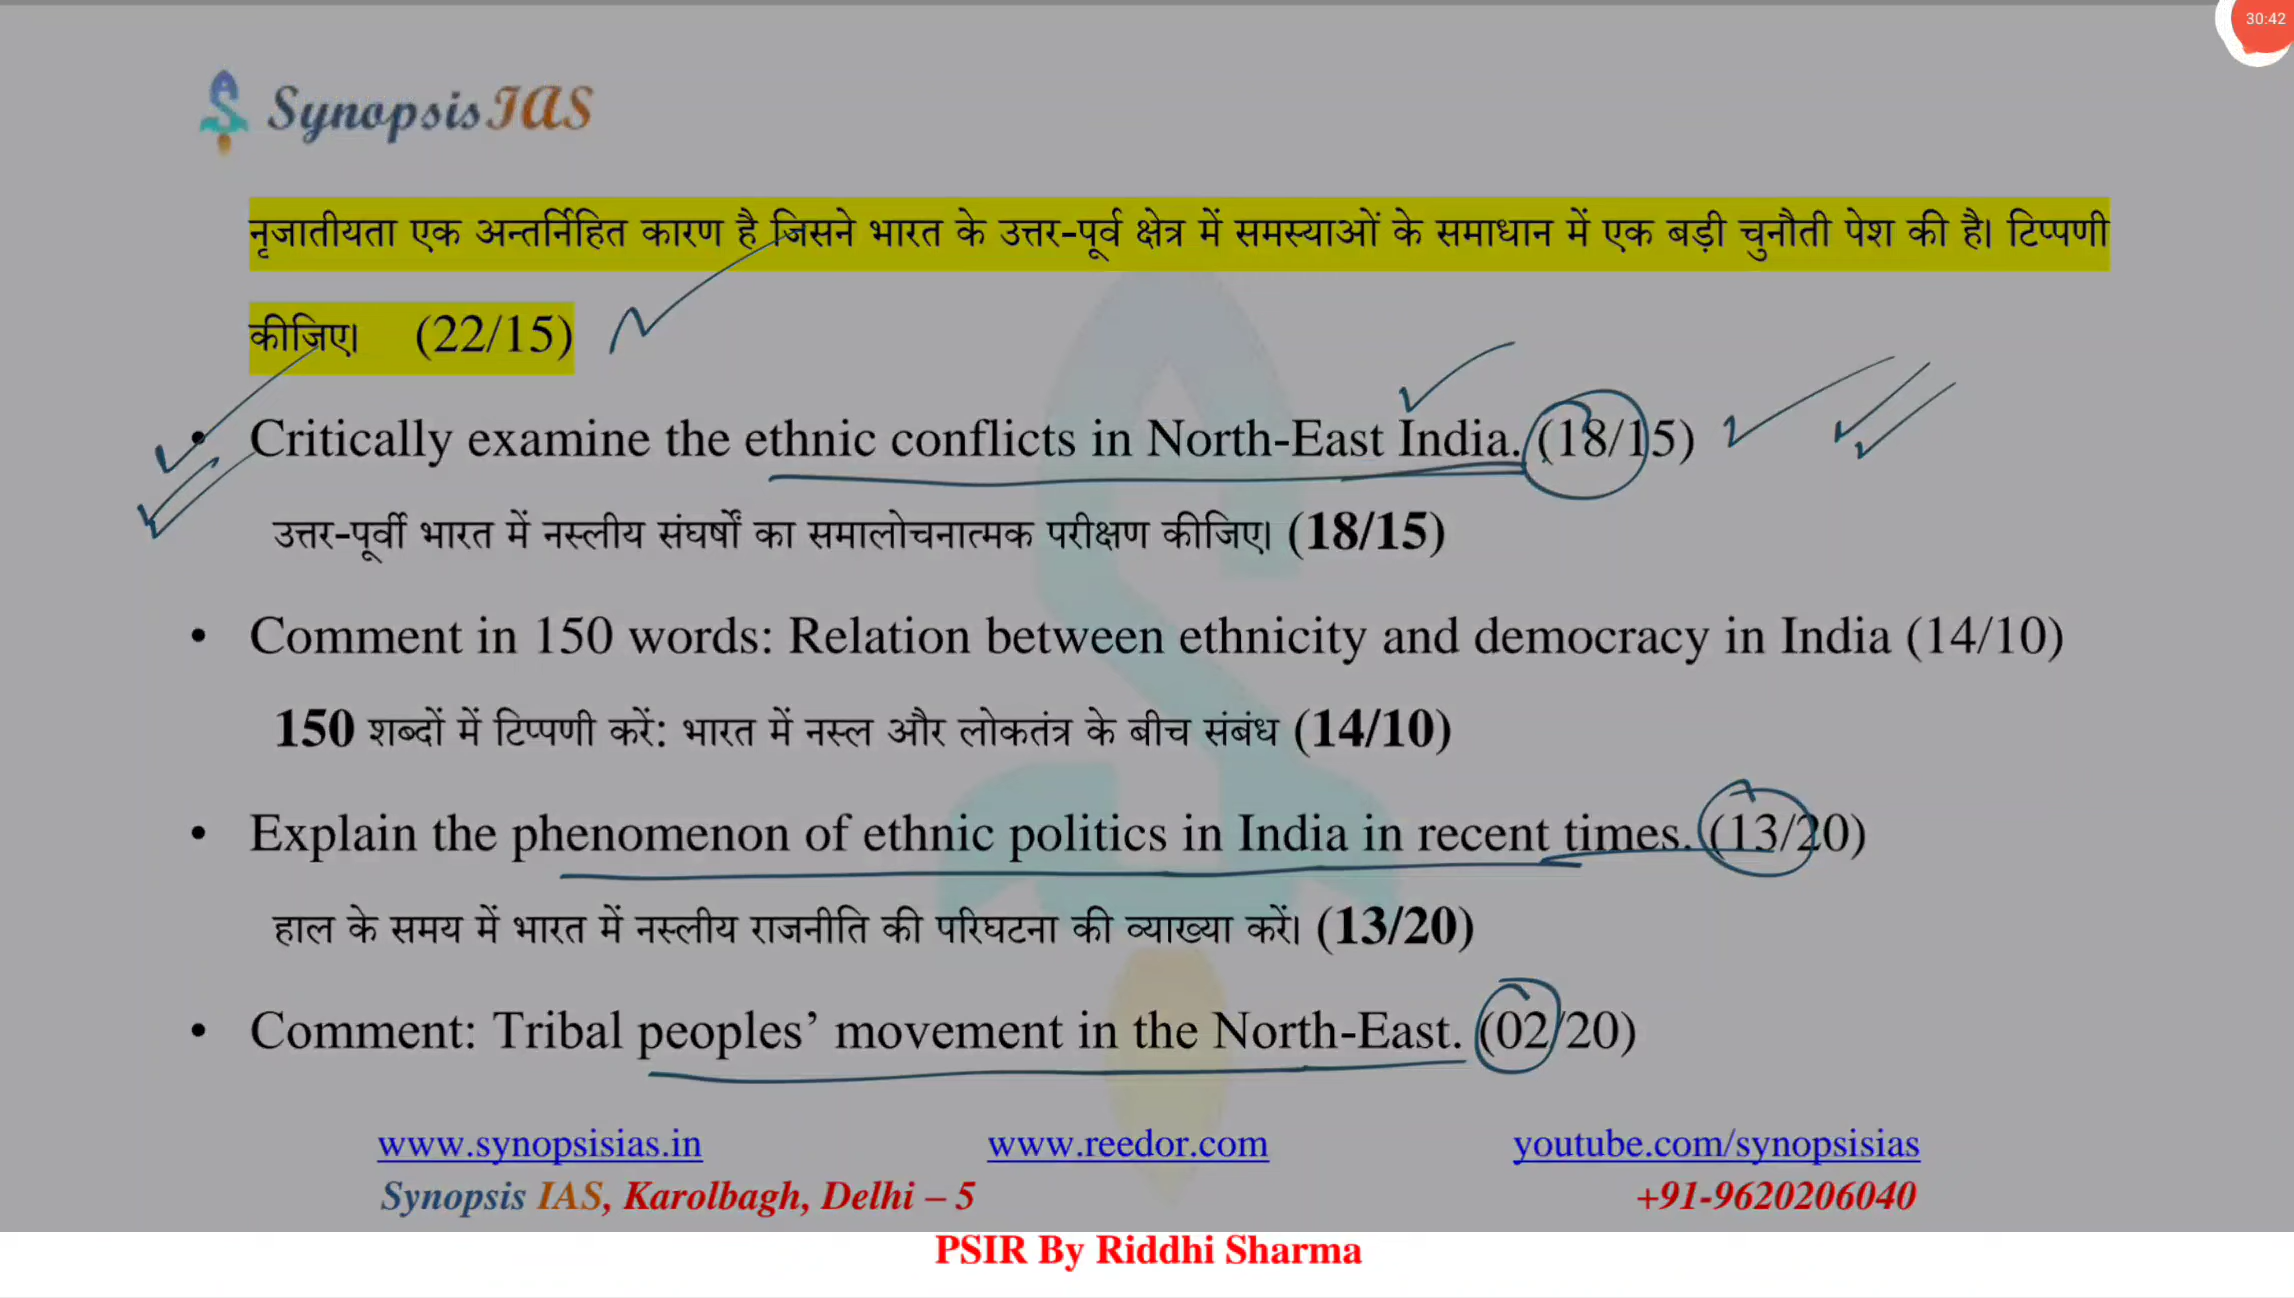 30:42
Synopsis IAS
नृजातीयता एक अन्तर्निहित कारण है जिसने भारत के उत्तर-पूर्व क्षेत्र में समस्याओं के समाधान में एक बड़ी चुनौती पेश की है। टिप्पणी
कीजिए। (22/15)
• Critically examine the ethnic conflicts in North-East India. (18/15)
उत्तर-पूर्वी भारत में नस्लीय संघर्षों का समालोचनात्मक परीक्षण कीजिए। (18/15)
• Comment in 150 words: Relation between ethnicity and democracy in India (14/10)
150 शब्दों में टिप्पणी करें: भारत में नस्ल और लोकतंत्र के बीच संबंध (14/10)
• Explain the phenomenon of ethnic politics in India in recent times. (13/20)
हाल के समय में भारत में नस्लीय राजनीति की परिघटना की व्याख्या करें। (13/20)
• Comment: Tribal peoples’ movement in the North-East. (02/20)
www.synopsisias.in www.reedor.com youtube.com/synopsisias
Synopsis IAS, Karolbagh, Delhi – 5 +91-9620206040
PSIR By Riddhi Sharma